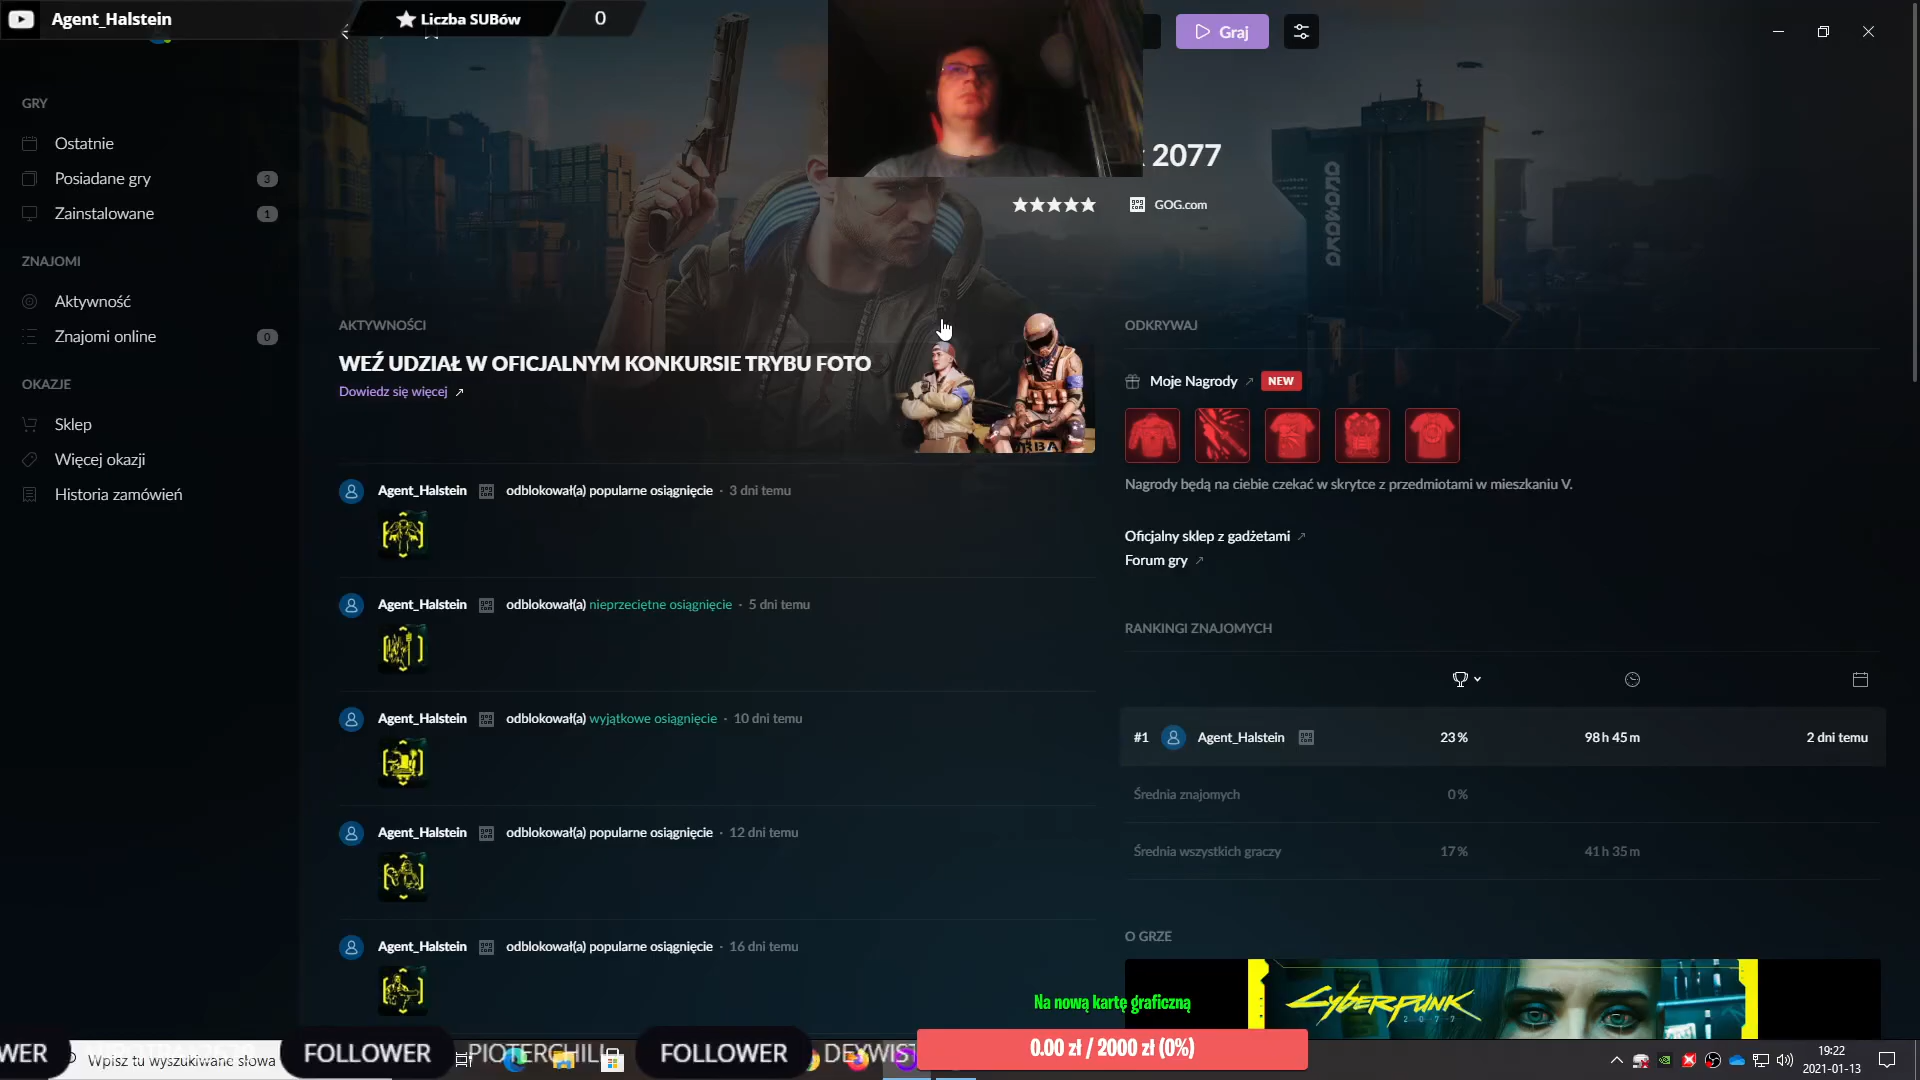 Agent_Halstein
Liczba SUBów
0
Graj
GRY
Ostatnie
Posiadane gry
3
Zainstalowane
1
ZNAJOMI
Aktywność
Znajomi online
0
OKAZJE
Sklep
Więcej okazji
Historia zamówień
2077
GOG.com
AKTYWNOŚCI
WEŹ UDZIAŁ W OFICJALNYM KONKURSIE TRYBU FOTO
Dowiedz się więcej
Agent_Halstein odblokował(a) popularne osiągnięcie · 3 dni temu
Agent_Halstein odblokował(a) nieprzeciętne osiągnięcie · 5 dni temu
Agent_Halstein odblokował(a) wyjątkowe osiągnięcie · 10 dni temu
Agent_Halstein odblokował(a) popularne osiągnięcie · 12 dni temu
Agent_Halstein odblokował(a) popularne osiągnięcie · 16 dni temu
ODKRYWAJ
Moje Nagrody NEW
Nagrody będą na ciebie czekać w skrytce z przedmiotami w mieszkaniu V.
Oficjalny sklep z gadżetami
Forum gry
RANKINGI ZNAJOMYCH
#1 Agent_Halstein 23% 98h 45m 2 dni temu
Średnia znajomych 0%
Średnia wszystkich graczy 17% 41h 35m
O GRZE
Cyberpunk
2077
Na nową kartę graficzną
0.00 zł / 2000 zł (0%)
WER
Wpisz tu wyszukiwane słowa
FOLLOWER
PIOTERCHILL
FOLLOWER
DEYWIST
19:22
2021-01-13